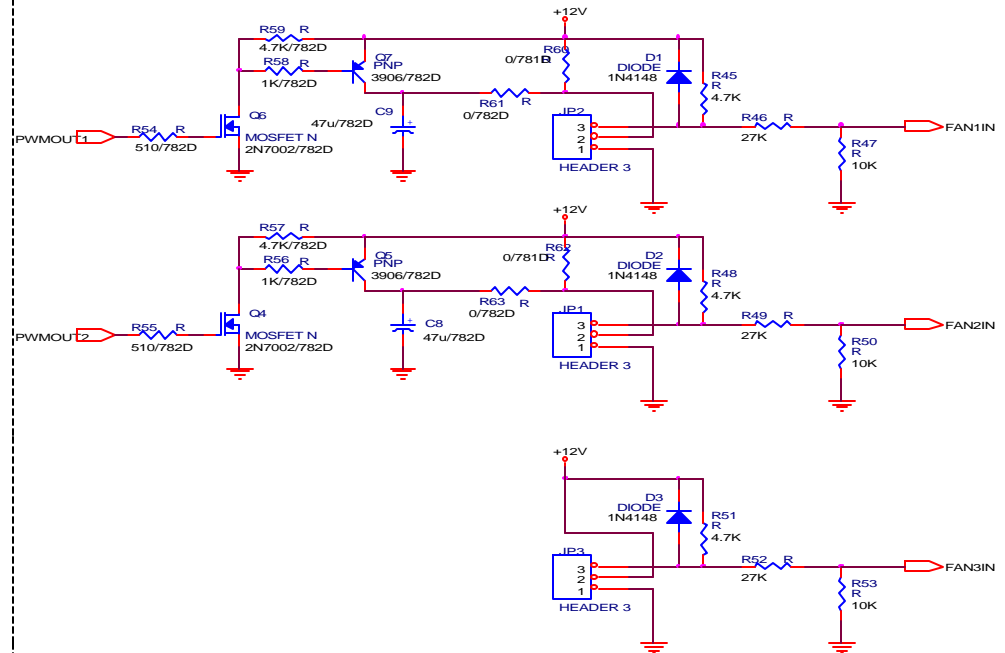 +12V
R59 R
4.7K/782D
R58 R
1K/782D
Q7
PNP
3906/782D
R60
0/781D
R
D1
DIODE
1N4148
R45
R
4.7K
C9
47u/782D
R61 R
0/782D
Q6
MOSFET N
2N7002/782D
PWMOUT1
R54 R
510/782D
JP2
3
2
1
HEADER 3
R46 R
27K
R47
R
10K
FAN1IN
+12V
R57 R
4.7K/782D
R56 R
1K/782D
Q5
PNP
3906/782D
R62
0/781D
R
D2
DIODE
1N4148
R48
R
4.7K
C8
47u/782D
R63 R
0/782D
Q4
MOSFET N
2N7002/782D
PWMOUT2
R55 R
510/782D
JP1
3
2
1
HEADER 3
R49 R
27K
R50
R
10K
FAN2IN
+12V
D3
DIODE
1N4148
R51
R
4.7K
JP3
3
2
1
HEADER 3
R52 R
27K
R53
R
10K
FAN3IN